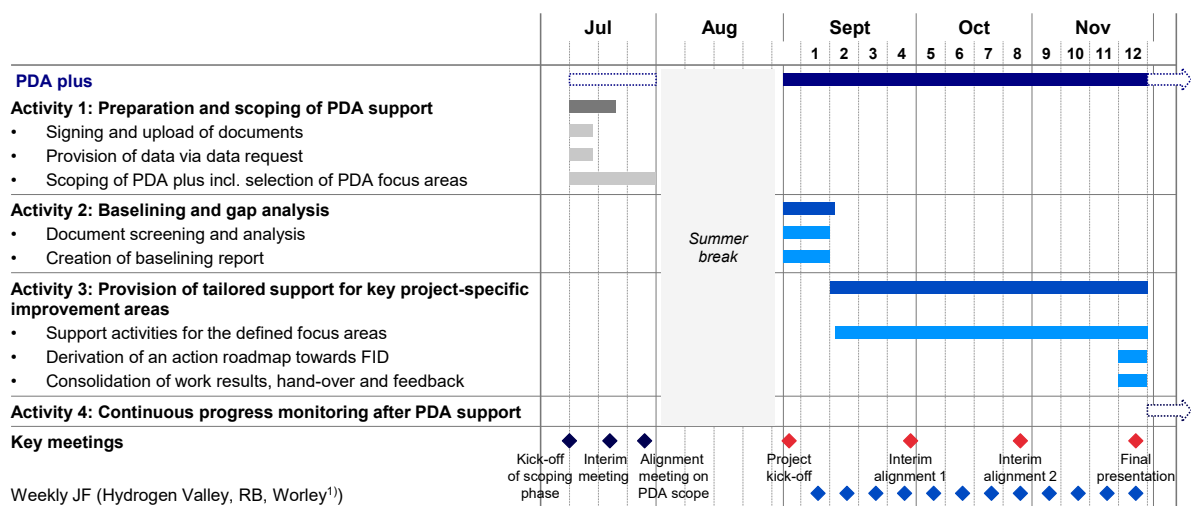 Jul Aug Sept Oct Nov
1 2 3 4 5 6 7 8 9 10 11 12
PDA plus
Activity 1: Preparation and scoping of PDA support
• Signing and upload of documents
• Provision of data via data request
• Scoping of PDA plus incl. selection of PDA focus areas
Activity 2: Baselining and gap analysis
• Document screening and analysis
• Creation of baselining report
Summer
break
Activity 3: Provision of tailored support for key project-specific
improvement areas
• Support activities for the defined focus areas
• Derivation of an action roadmap towards FID
• Consolidation of work results, hand-over and feedback
Activity 4: Continuous progress monitoring after PDA support
Key meetings
Kick-off
of scoping
phase
Interim
meeting
Alignment
meeting on
PDA scope
Project
kick-off
Interim
alignment 1
Interim
alignment 2
Final
presentation
Weekly JF (Hydrogen Valley, RB, Worley¹⁾)